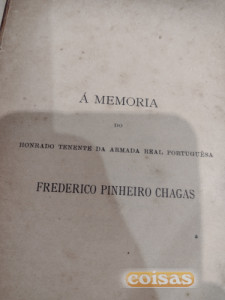 Á MEMORIA
DO
HONRADO TENENTE DA ARMADA REAL PORTUGUÊSA
FREDERICO PINHEIRO CHAGAS
coisas